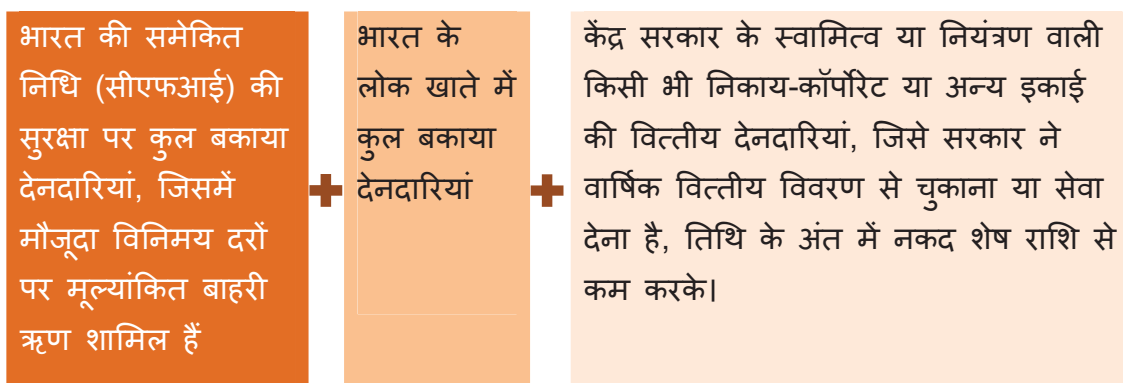 भारत की समेकित
निधि (सीएफआई) की
सुरक्षा पर कुल बकाया
देनदारियां, जिसमें
मौजूदा विनिमय दरों
पर मूल्यांकित बाहरी
ऋण शामिल हैं
भारत के
लोक खाते में
कुल बकाया
देनदारियां
केंद्र सरकार के स्वामित्व या नियंत्रण वाली
किसी भी निकाय-कॉर्पोरेट या अन्य इकाई
की वित्तीय देनदारियां, जिसे सरकार ने
वार्षिक वित्तीय विवरण से चुकाना या सेवा
देना है, तिथि के अंत में नकद शेष राशि से
कम करके।